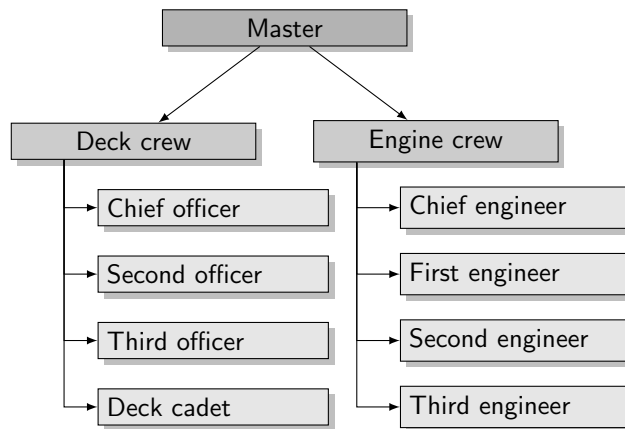 Master
Deck crew
Engine crew
Chief officer
Second officer
Third officer
Deck cadet
Chief engineer
First engineer
Second engineer
Third engineer